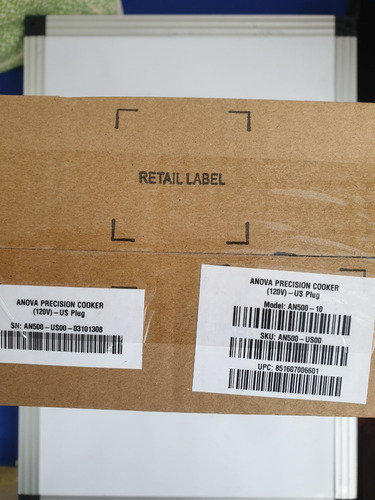 RETAIL LABEL
ANOVA PRECISION COOKER
(120V) – US Plug
SN: AN500-US00-03101308
ANOVA PRECISION COOKER
(120V) – US Plug
Model: AN500-10
SKU: AN500-US00
UPC: 851607006601